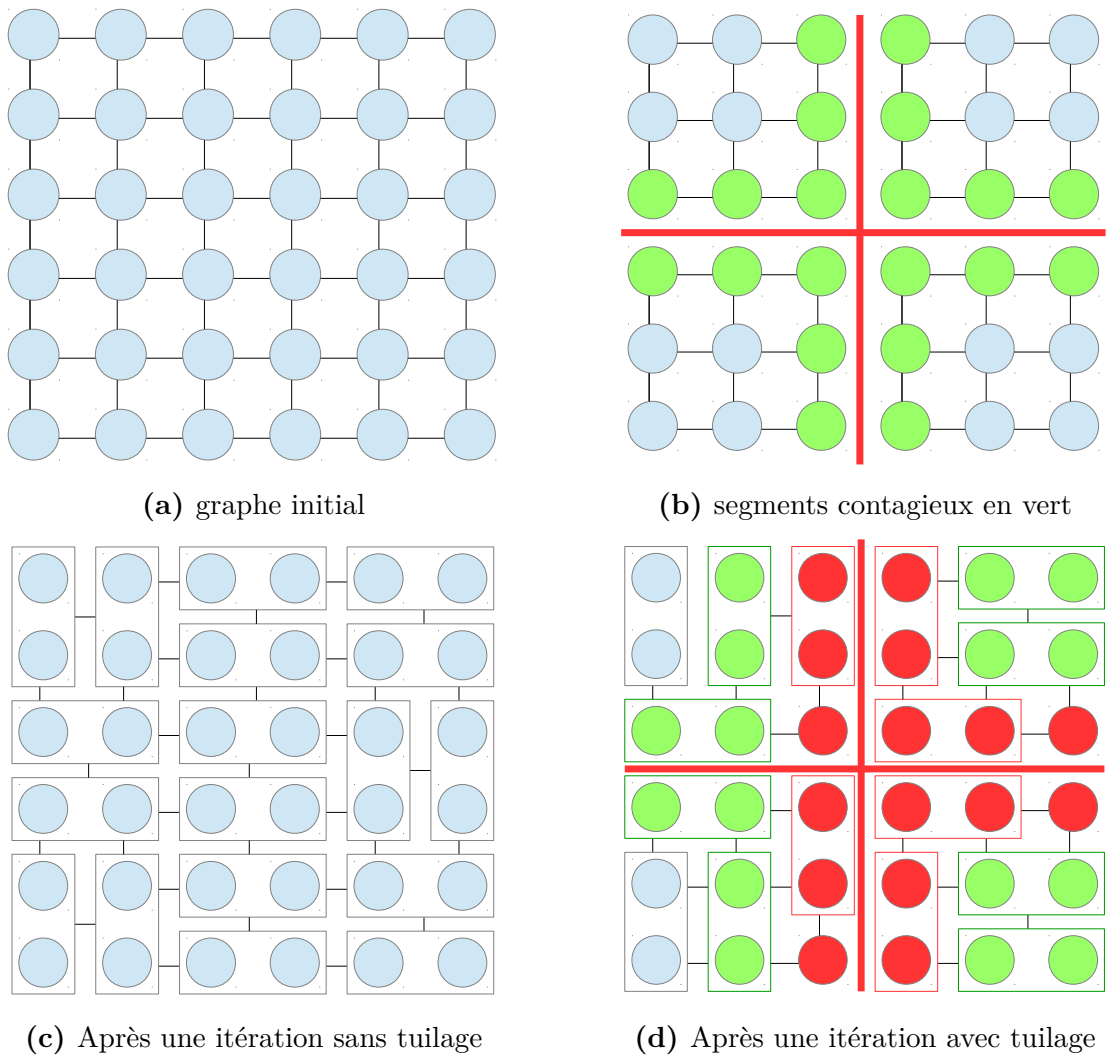 (a) graphe initial
(b) segments contagieux en vert
(c) Après une itération sans tuilage
(d) Après une itération avec tuilage